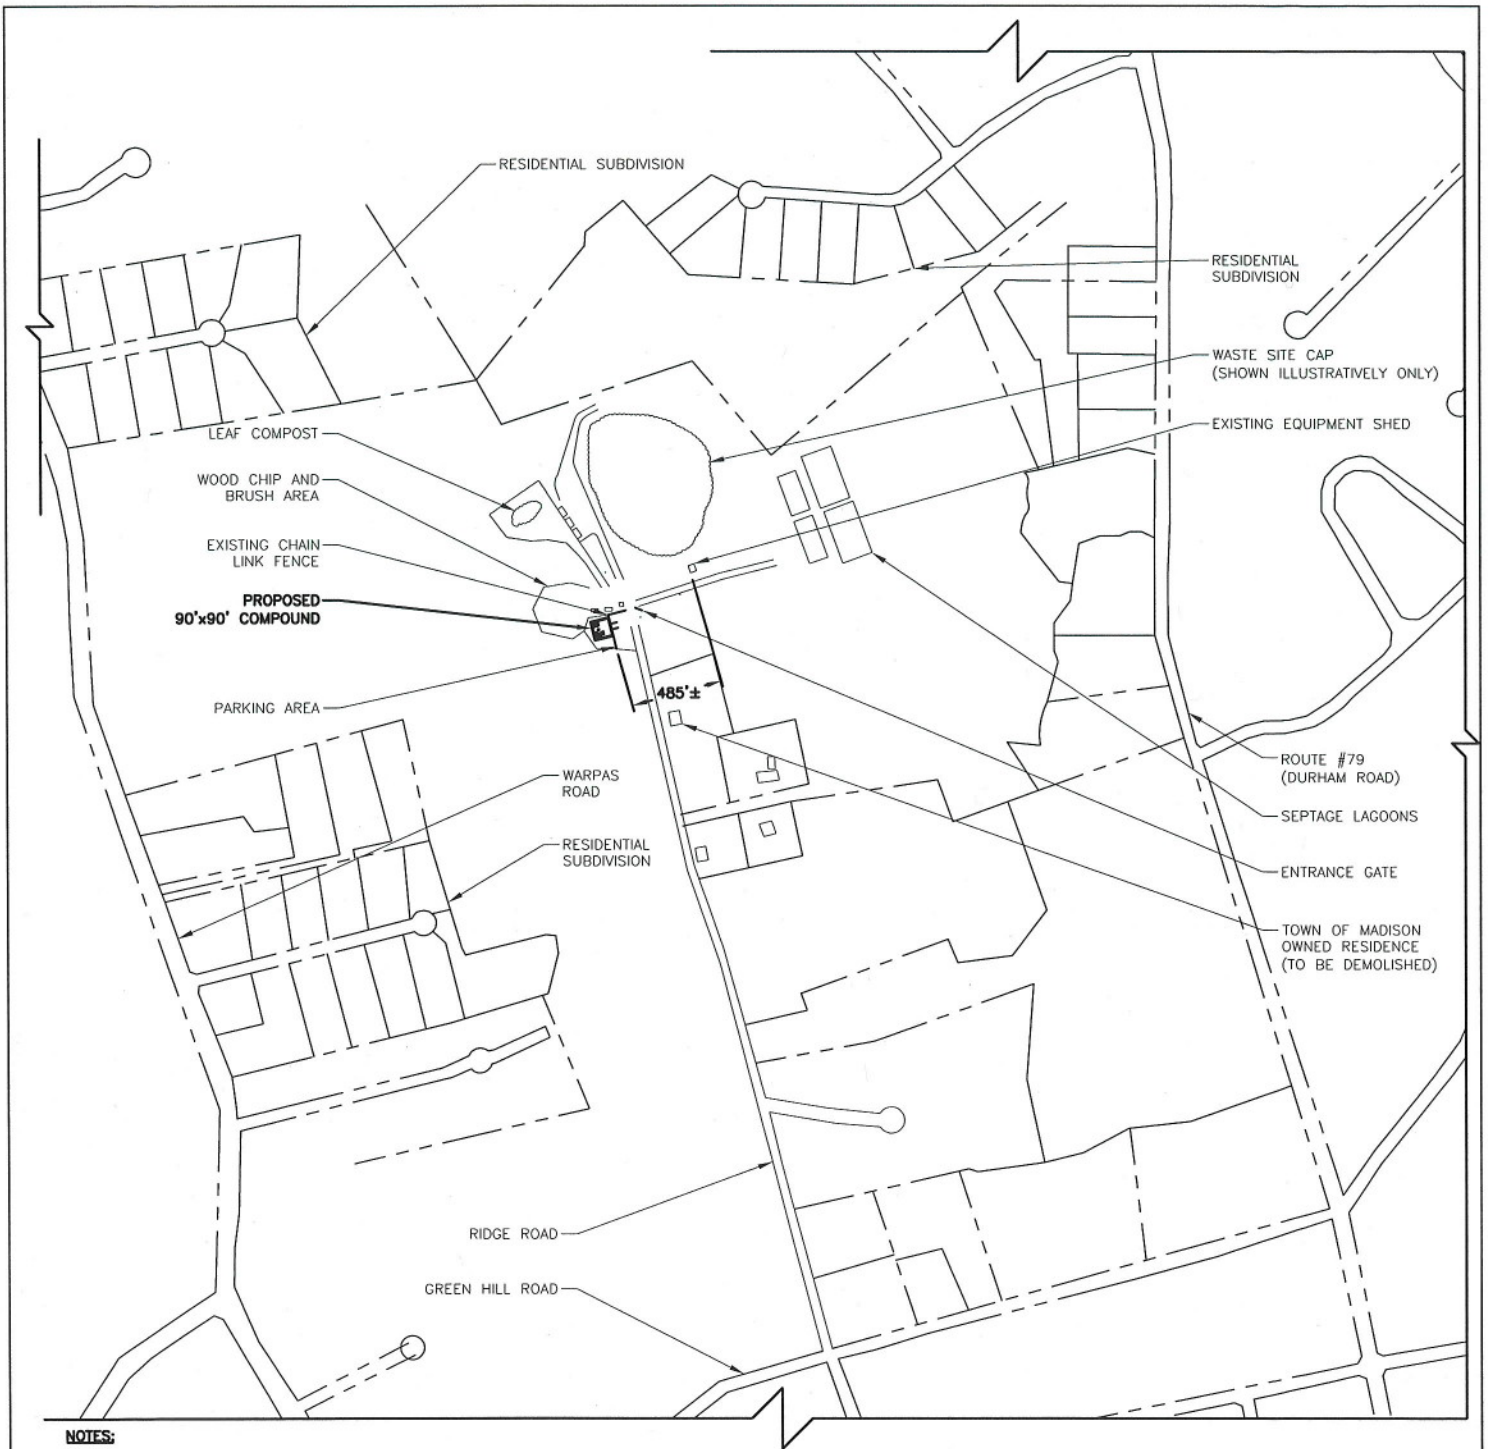 RESIDENTIAL SUBDIVISION
RESIDENTIAL
SUBDIVISION
WASTE SITE CAP
(SHOWN ILLUSTRATIVELY ONLY)
EXISTING EQUIPMENT SHED
LEAF COMPOST
WOOD CHIP AND
BRUSH AREA
EXISTING CHAIN
LINK FENCE
PROPOSED
90'x90' COMPOUND
PARKING AREA
485'±
WARPAS
ROAD
RESIDENTIAL
SUBDIVISION
ROUTE #79
(DURHAM ROAD)
SEPTAGE LAGOONS
ENTRANCE GATE
TOWN OF MADISON
OWNED RESIDENCE
(TO BE DEMOLISHED)
RIDGE ROAD
GREEN HILL ROAD
NOTES: